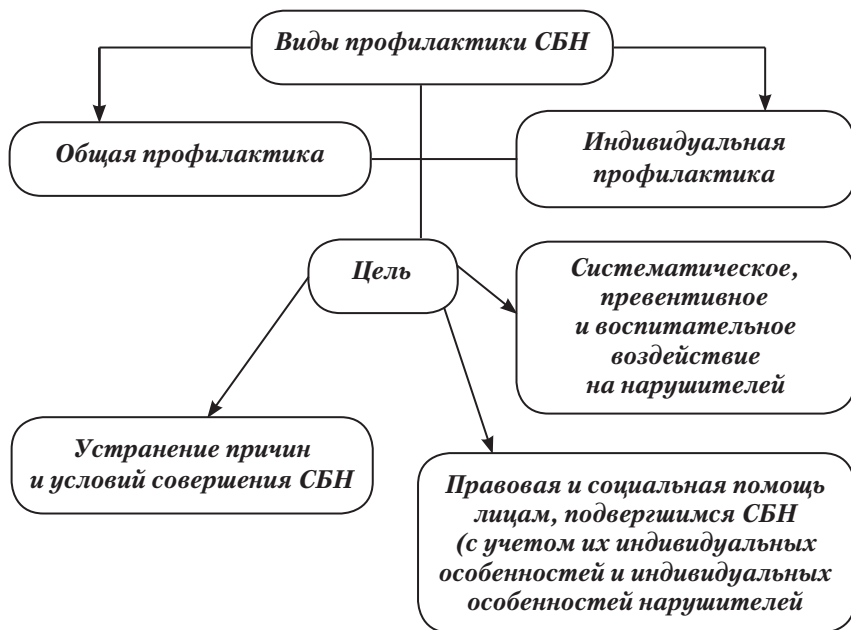 Виды профилактики СБН
Общая профилактика
Индивидуальная
профилактика
Цель
Систематическое,
превентивное
и воспитательное
воздействие
на нарушителей
Устранение причин
и условий совершения СБН
Правовая и социальная помощь
лицам, подвергшимся СБН
(с учетом их индивидуальных
особенностей и индивидуальных
особенностей нарушителей